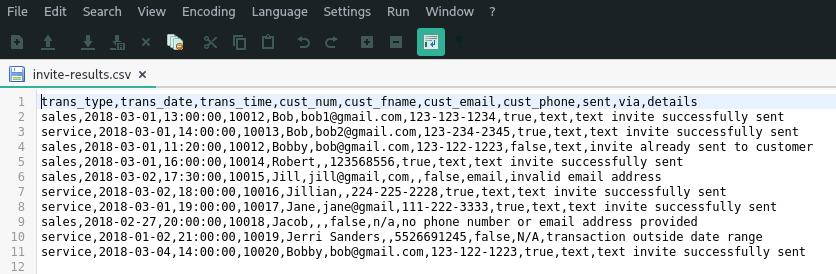 File Edit Search View Encoding Language Settings Run Window ?
invite-results.csv ×
1 trans_type,trans_date,trans_time,cust_num,cust_fname,cust_email,cust_phone,sent,via,details
2 sales,2018-03-01,13:00:00,10012,Bob,bob1@gmail.com,123-123-1234,true,text,text invite successfully sent
3 service,2018-03-01,14:00:00,10013,Bob,bob2@gmail.com,123-234-2345,true,text,text invite successfully sent
4 sales,2018-03-01,11:20:00,10012,Bobby,bob@gmail.com,123-122-1223,false,text,invite already sent to customer
5 sales,2018-03-01,16:00:00,10014,Robert,,123568556,true,text,text invite successfully sent
6 sales,2018-03-02,17:30:00,10015,Jill,jill@gmail,com,,false,email,invalid email address
7 service,2018-03-02,18:00:00,10016,Jillian,,224-225-2228,true,text,text invite successfully sent
8 service,2018-03-01,19:00:00,10017,Jane,jane@gmail,111-222-3333,true,text,text invite successfully sent
9 sales,2018-02-27,20:00:00,10018,Jacob,,,false,n/a,no phone number or email address provided
10 service,2018-01-02,21:00:00,10019,Jerri Sanders,,5526691245,false,N/A,transaction outside date range
11 service,2018-03-04,14:00:00,10020,Bobby,bob@gmail.com,123-122-1223,true,text,text invite successfully sent
12